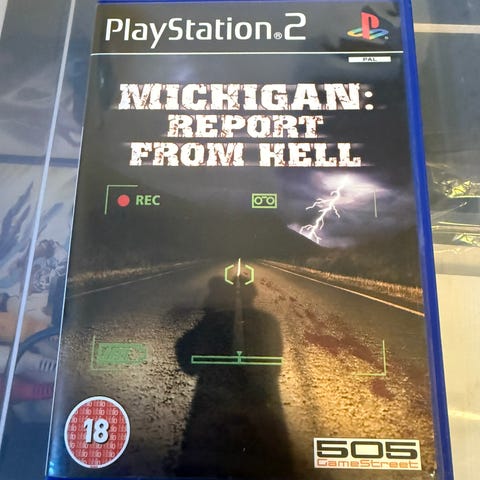 PlayStation®2
PAL
MICHIGAN:
REPORT
FROM HELL
REC
18
505
GameStreet